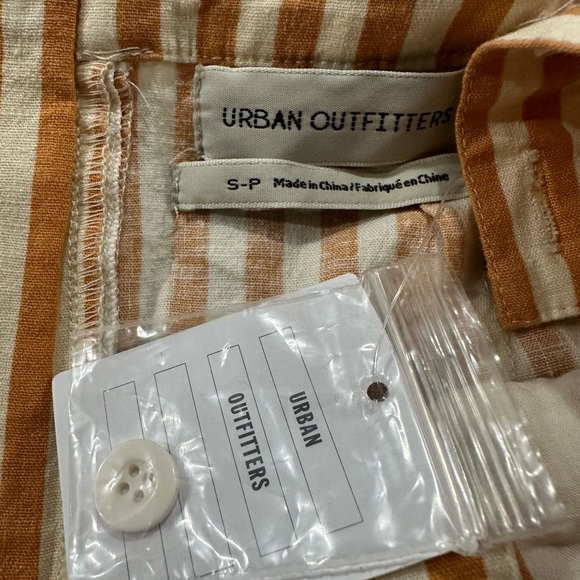 URBAN OUTFITTERS
S-P Made in China / Fabriqué en Chine
URBAN
OUTFITTERS